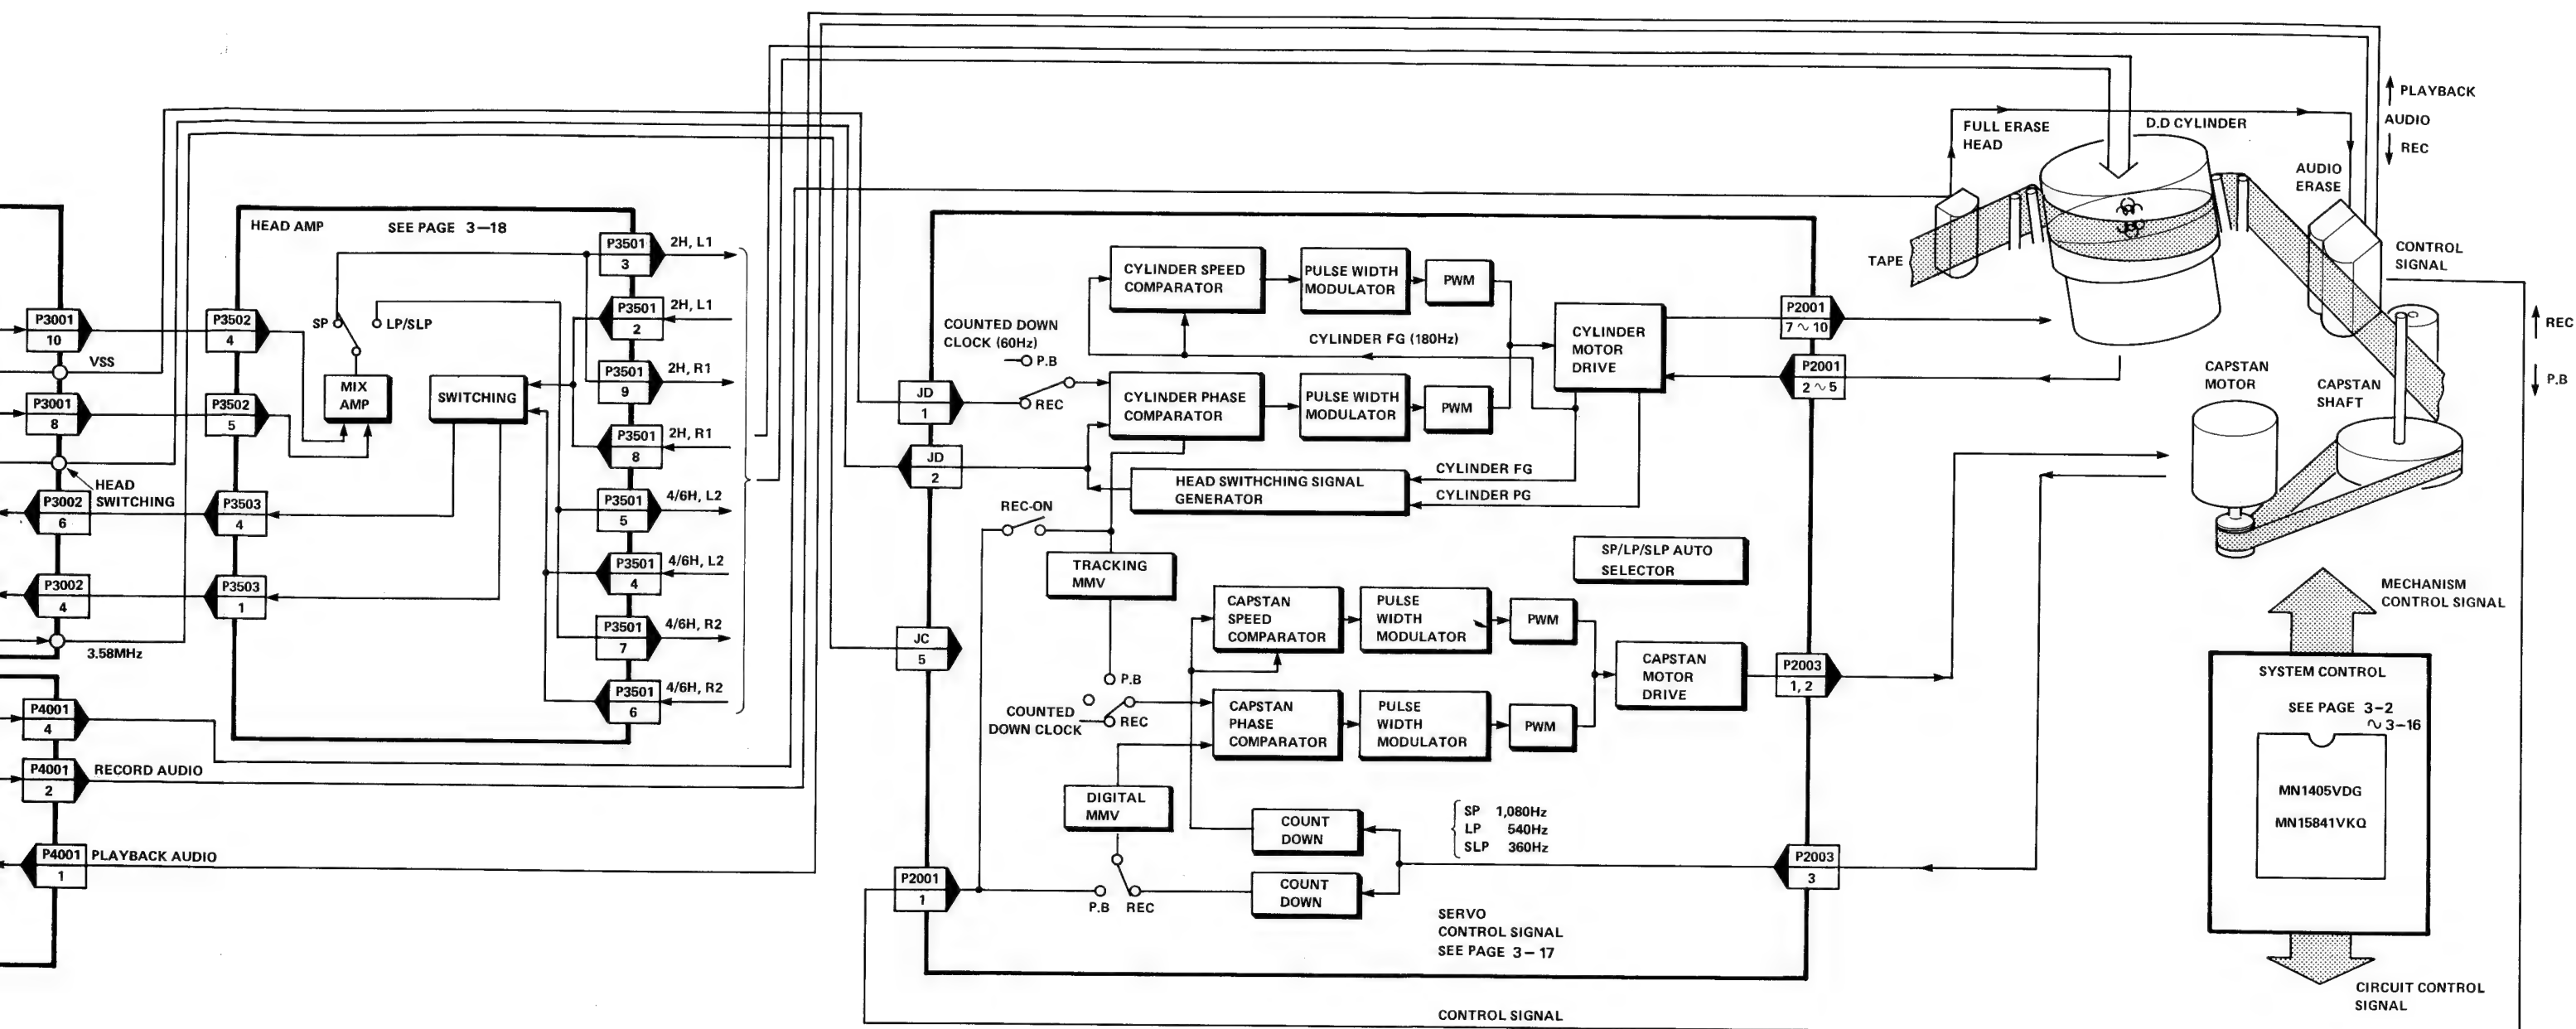 P3001
10
VSS
P3001
8
HEAD
SWITCHING
P3002
6
P3002
4
3.58MHz
P4001
4
P4001
2
RECORD AUDIO
P4001
1
PLAYBACK AUDIO
HEAD AMP
SEE PAGE 3-18
P3502
4
P3502
5
P3503
4
P3503
1
SP
LP/SLP
MIX
AMP
SWITCHING
P3501
3
2H, L1
P3501
2
2H, L1
P3501
9
2H, R1
P3501
8
2H, R1
P3501
5
4/6H, L2
P3501
4
4/6H, L2
P3501
7
4/6H, R2
P3501
6
4/6H, R2
JD
1
JD
2
JC
5
P2001
1
COUNTED DOWN
CLOCK (60Hz)
P.B
REC
CYLINDER SPEED
COMPARATOR
PULSE WIDTH
MODULATOR
PWM
CYLINDER FG (180Hz)
CYLINDER PHASE
COMPARATOR
PULSE WIDTH
MODULATOR
PWM
CYLINDER
MOTOR
DRIVE
HEAD SWITHCHING SIGNAL
GENERATOR
CYLINDER FG
CYLINDER PG
REC-ON
TRACKING
MMV
SP/LP/SLP AUTO
SELECTOR
CAPSTAN
SPEED
COMPARATOR
PULSE
WIDTH
MODULATOR
PWM
P.B
REC
COUNTED
DOWN CLOCK
CAPSTAN
PHASE
COMPARATOR
PULSE
WIDTH
MODULATOR
PWM
CAPSTAN
MOTOR
DRIVE
DIGITAL
MMV
COUNT
DOWN
COUNT
DOWN
SP 1,080Hz
LP 540Hz
SLP 360Hz
P.B REC
SERVO
CONTROL SIGNAL
SEE PAGE 3-17
CONTROL SIGNAL
P2001
7~10
P2001
2~5
P2003
1, 2
P2003
3
PLAYBACK
AUDIO
REC
FULL ERASE
HEAD
D.D CYLINDER
AUDIO
ERASE
TAPE
CONTROL
SIGNAL
REC
P.B
CAPSTAN
MOTOR
CAPSTAN
SHAFT
MECHANISM
CONTROL SIGNAL
SYSTEM CONTROL
SEE PAGE 3-2
~3-16
MN1405VDG
MN15841VKQ
CIRCUIT CONTROL
SIGNAL